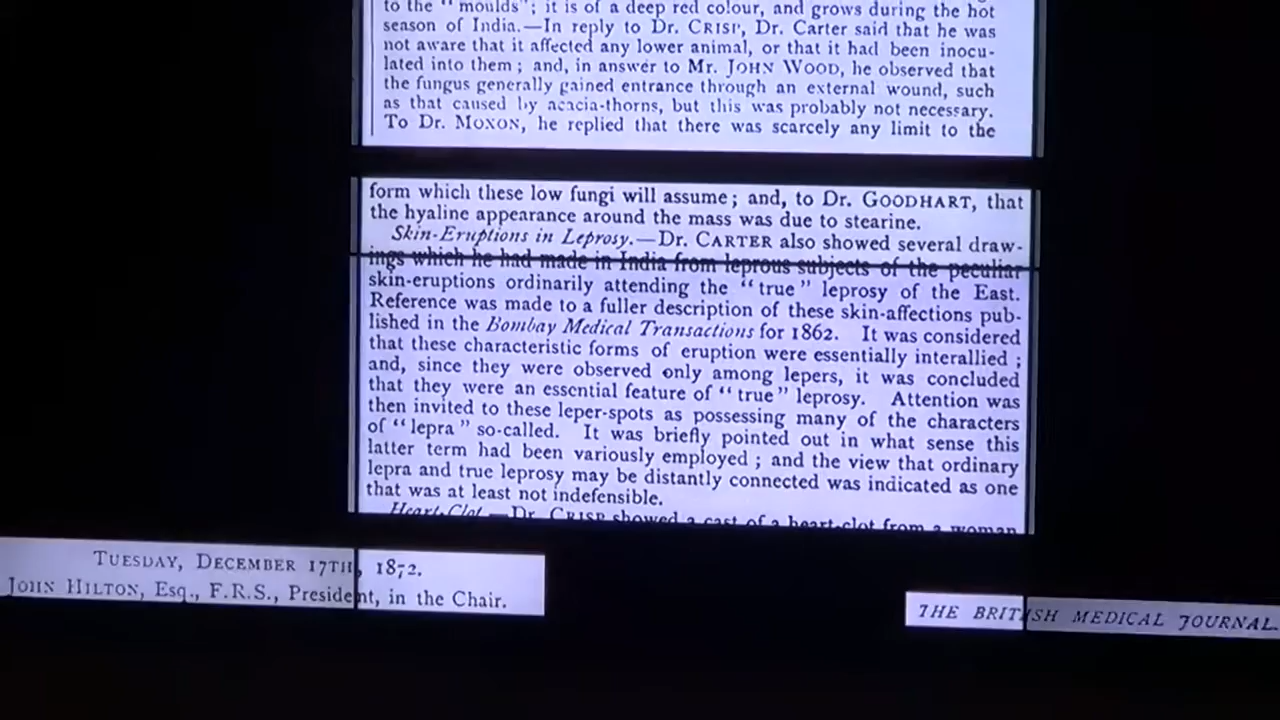 to the "moulds"; it is of a deep red colour, and grows during the hot
season of India.—In reply to Dr. CRISP, Dr. Carter said that he was
not aware that it affected any lower animal, or that it had been inocu-
lated into them; and, in answer to Mr. JOHN WOOD, he observed that
the fungus generally gained entrance through an external wound, such
as that caused by acacia-thorns, but this was probably not necessary.
To Dr. MOXON, he replied that there was scarcely any limit to the
form which these low fungi will assume; and, to Dr. GOODHART, that
the hyaline appearance around the mass was due to stearine.
Skin-Eruptions in Leprosy.—Dr. CARTER also showed several draw-
ings which he had made in India from leprous subjects of the peculiar
skin-eruptions ordinarily attending the "true" leprosy of the East.
Reference was made to a fuller description of these skin-affections pub-
lished in the Bombay Medical Transactions for 1862. It was considered
that these characteristic forms of eruption were essentially interallied;
and, since they were observed only among lepers, it was concluded
that they were an essential feature of "true" leprosy. Attention was
then invited to these leper-spots as possessing many of the characters
of "lepra" so-called. It was briefly pointed out in what sense this
latter term had been variously employed; and the view that ordinary
lepra and true leprosy may be distantly connected was indicated as one
that was at least not indefensible.
Heart-Clot.—Dr. CRISP showed a cast of a heart-clot from a woman
TUESDAY, DECEMBER 17TH, 1872.
JOHN HILTON, Esq., F.R.S., President, in the Chair.
THE BRITISH MEDICAL JOURNAL.